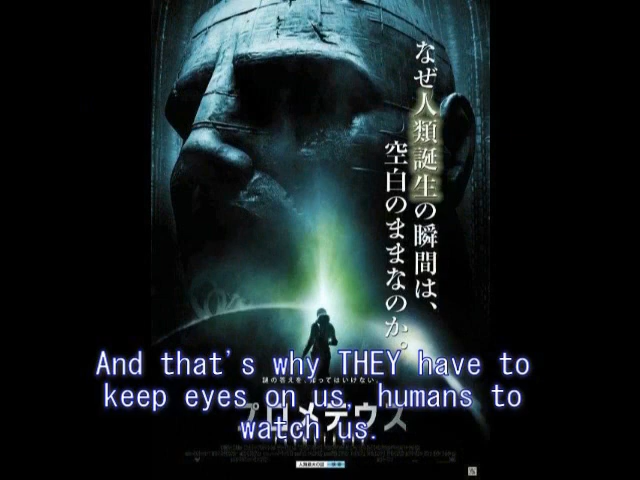 なぜ人類誕生の瞬間は、
空白のままなのか。
And that's why THEY have to
keep eyes on us, humans to
watch us.
プロメテウス